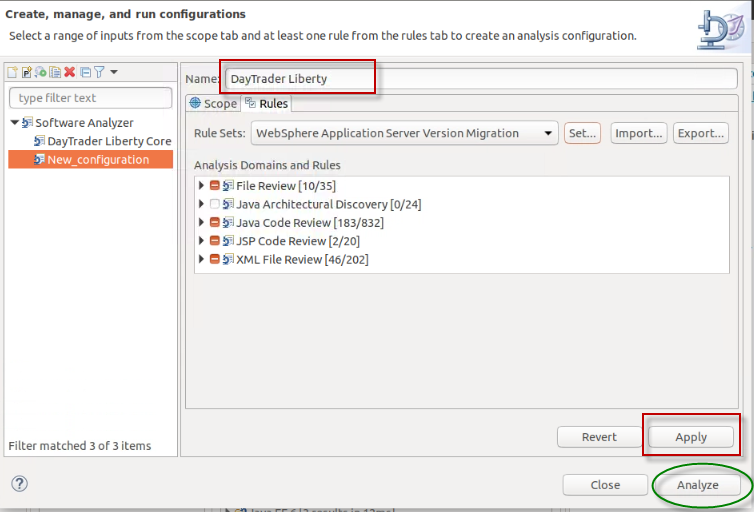 Create, manage, and run configurations
Select a range of inputs from the scope tab and at least one rule from the rules tab to create an analysis configuration.
type filter text
Software Analyzer
DayTrader Liberty Core
New_configuration
Filter matched 3 of 3 items
Name: DayTrader Liberty
Scope Rules
Rule Sets: WebSphere Application Server Version Migration Set... Import... Export...
Analysis Domains and Rules
File Review [10/35]
Java Architectural Discovery [0/24]
Java Code Review [183/832]
JSP Code Review [2/20]
XML File Review [46/202]
Revert Apply
? Close Analyze